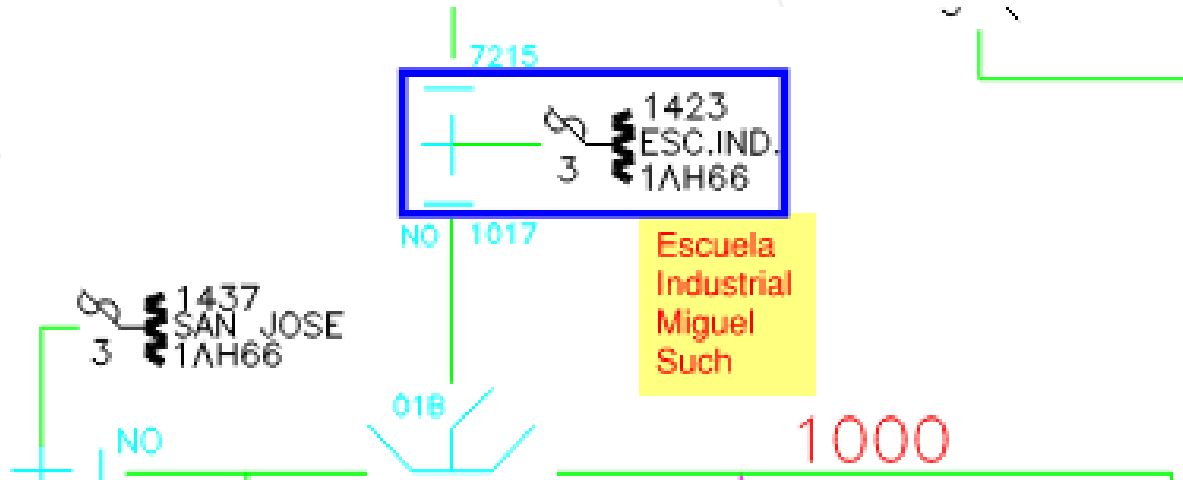 7215
1423
ESC.IND.
3
1ΛH66
NO 1017
Escuela
Industrial
Miguel
Such
1437
SAN JOSE
3
1ΛH66
018
NO
1000